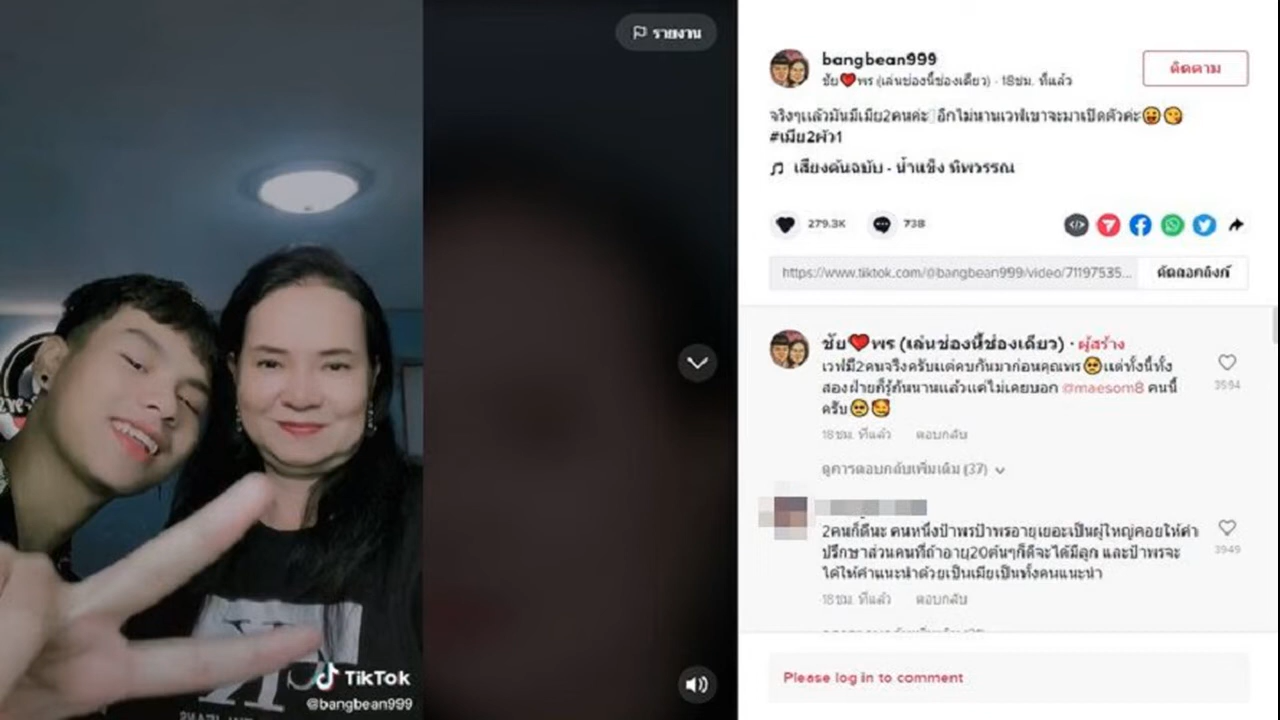 รายงาน
bangbean999
ชัย❤️พร (เล่นช่องนี้ช่องเดียว) · 18ชม. ที่แล้ว
ติดตาม
จริงๆแล้วมันมีเมีย2คนค่ะ อีกไม่นานเวฟเขาจะมาเปิดตัวค่ะ😛😋
#เมีย2ผัว1
♫ เสียงต้นฉบับ - น้ำแข็ง ทิพวรรณ
279.3K
738
https://www.tiktok.com/@bangbean999/video/71197535...
คัดลอกลิงก์
ชัย❤️พร (เล่นช่องนี้ช่องเดียว) · ผู้สร้าง
เวฟมี2คนจริงครับแต่คบกันมาก่อนคุณพร🥺แต่ทั้งนี้ทั้ง
สองฝ่ายก็รู้กันนานแล้วแค่ไม่เคยบอก @maesom8 คนนี้
ครับ🥺🥰
3594
18ชม. ที่แล้ว ตอบกลับ
ดูการตอบกลับเพิ่มเติม (37)
2คนก็ดีนะ คนหนึ่งป้าพรป้าพรอายุเยอะเป็นผู้ใหญ่คอยให้คำ
ปรึกษาส่วนคนที่ถ้าอายุ20ต้นๆก็ดีจะได้มีลูก และป้าพรจะ
ได้ให้คำแนะนำด้วยเป็นเมียเป็นทั้งคนแนะนำ
3949
18ชม. ที่แล้ว ตอบกลับ
Please log in to comment
TikTok
@bangbean999